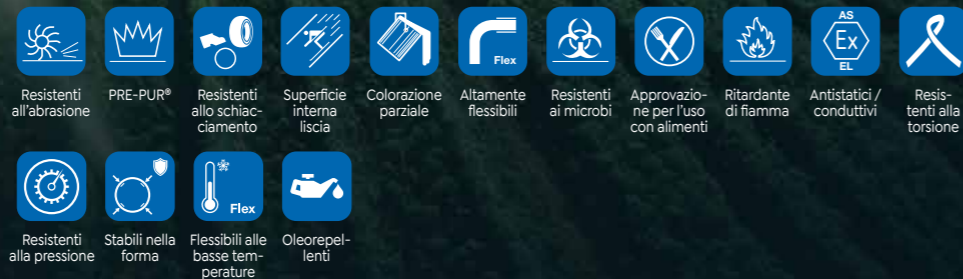 Flex
AS
Ex
EL
Resistenti
all'abrasione
PRE-PUR®
Resistenti
allo schiac-
ciamento
Superficie
interna
liscia
Colorazione
parziale
Altamente
flessibili
Resistenti
ai microbi
Approvazio-
ne per l'uso
con alimenti
Ritardante
di fiamma
Antistatici /
conduttivi
Resis-
tenti alla
torsione
Flex
Resistenti
alla pressione
Stabili nella
forma
Flessibili alle
basse tem-
perature
Oleorepel-
lenti